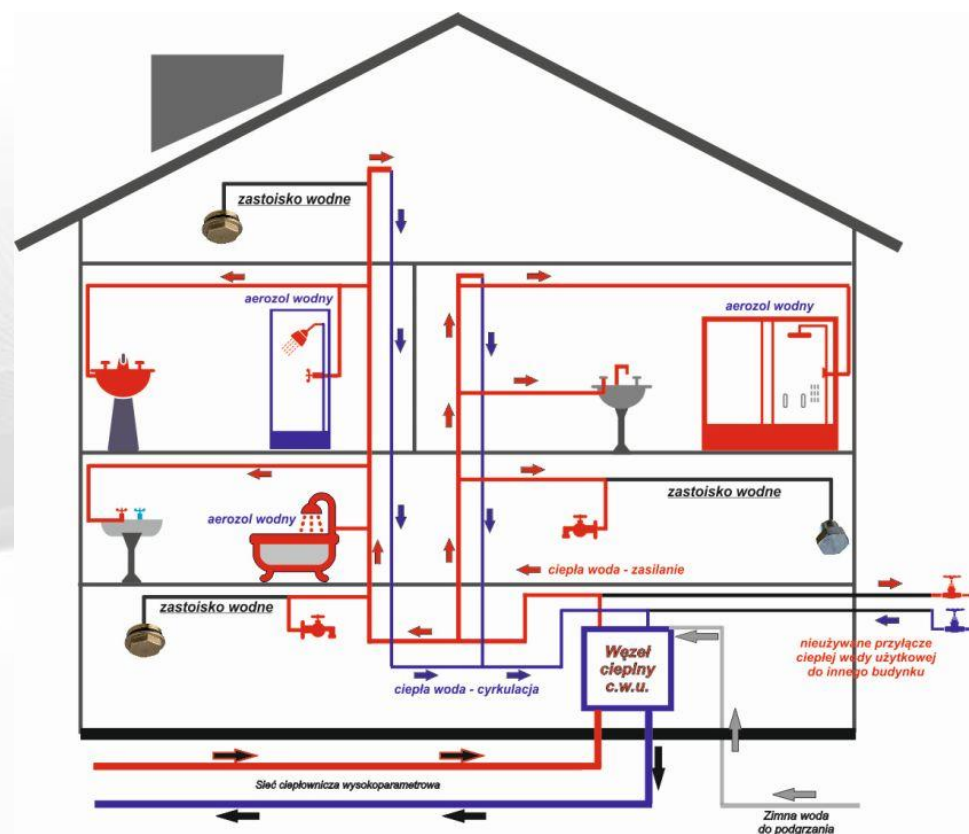 zastoisko wodne
aerozol wodny
aerozol wodny
aerozol wodny
zastoisko wodne
ciepła woda - zasilanie
zastoisko wodne
Węzeł
cieplny
c.w.u.
nieużywane przyłącze
ciepłej wody użytkowej
do innego budynku
ciepła woda - cyrkulacja
Sieć ciepłownicza wysokoparametrowa
Zimna woda
do podgrzania